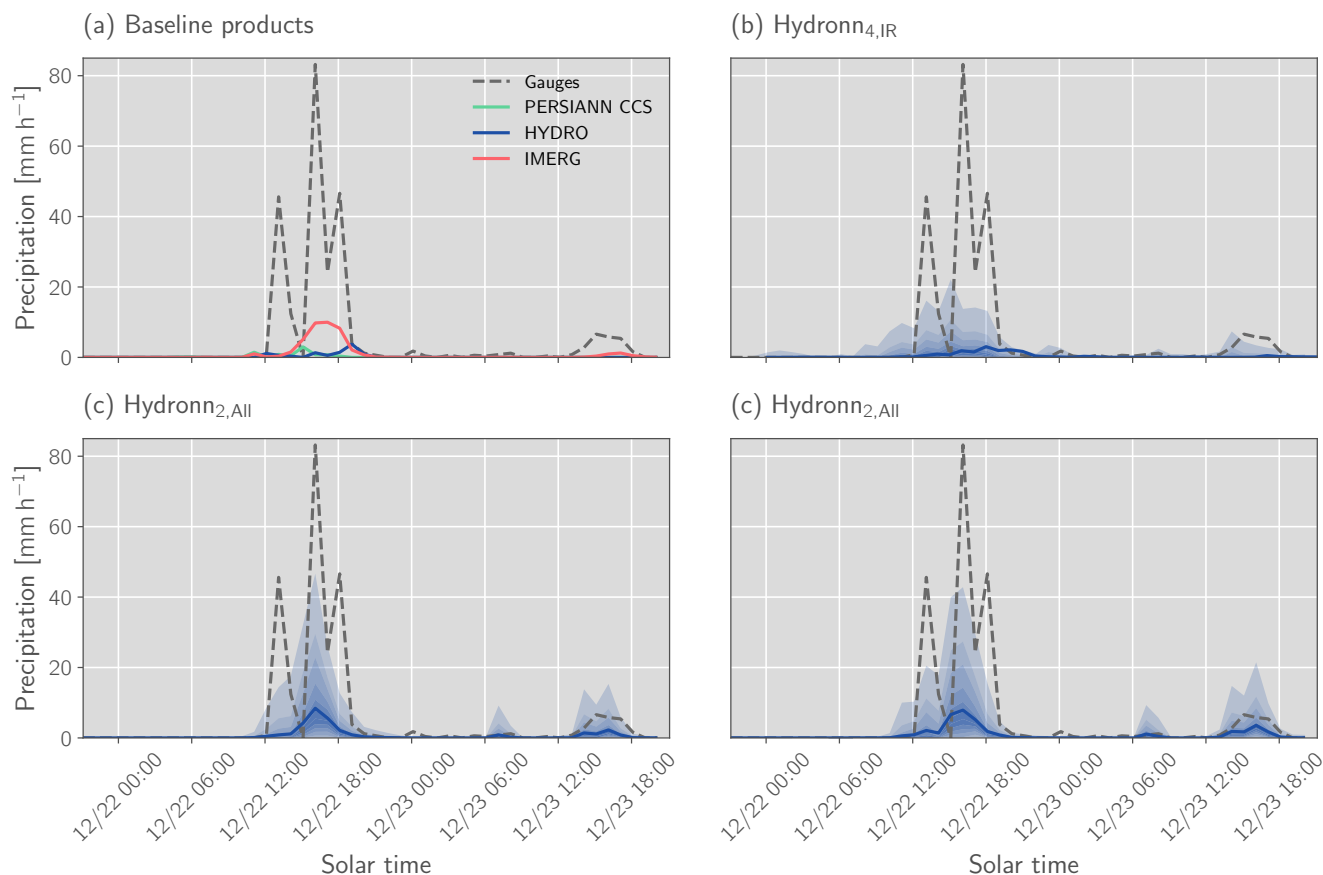 (a) Baseline products
(b) Hydronn4,IR
Precipitation [mm h−1]
80
60
40
20
0
Gauges
PERSIANN CCS
HYDRO
IMERG
(c) Hydronn2,All
(c) Hydronn2,All
Precipitation [mm h−1]
80
60
40
20
0
12/22 00:00
12/22 06:00
12/22 12:00
12/22 18:00
12/23 00:00
12/23 06:00
12/23 12:00
12/23 18:00
Solar time
12/22 00:00
12/22 06:00
12/22 12:00
12/22 18:00
12/23 00:00
12/23 06:00
12/23 12:00
12/23 18:00
Solar time